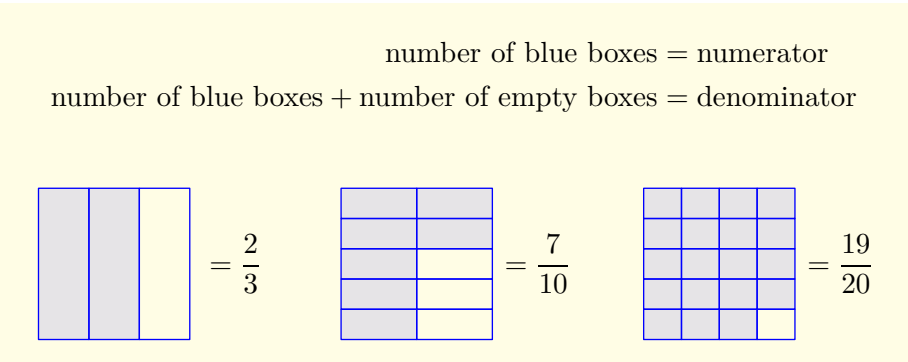 number of blue boxes = numerator
number of blue boxes + number of empty boxes = denominator
= 2/3 = 7/10 = 19/20